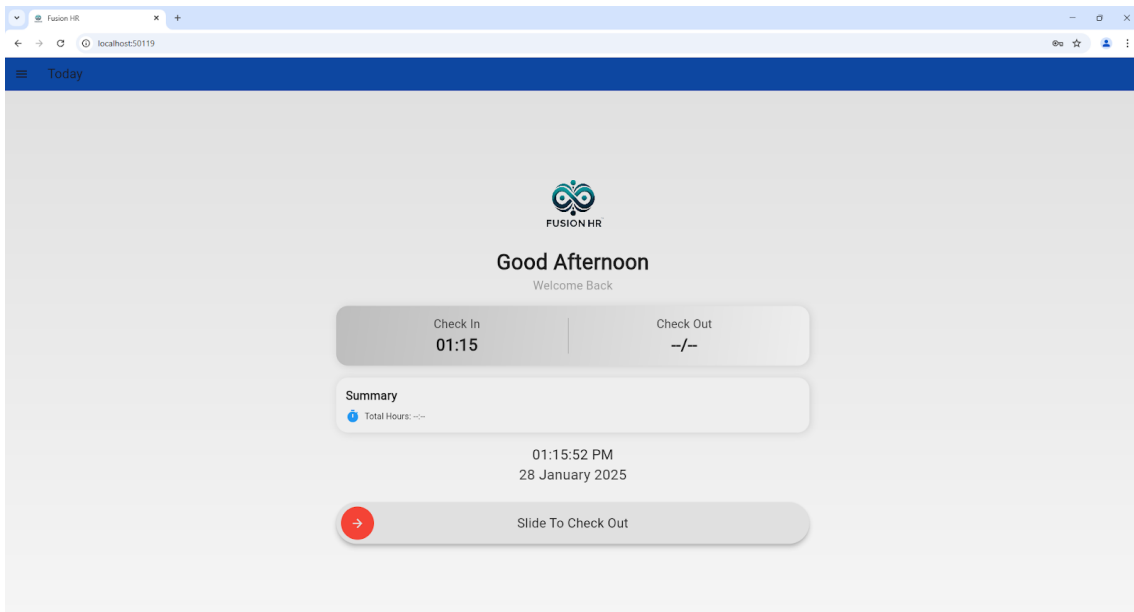 Fusion HR
localhost:50119
Today
FUSION HR
Good Afternoon
Welcome Back
Check In
01:15
Check Out
--/--
Summary
Total Hours: --:--
01:15:52 PM
28 January 2025
Slide To Check Out